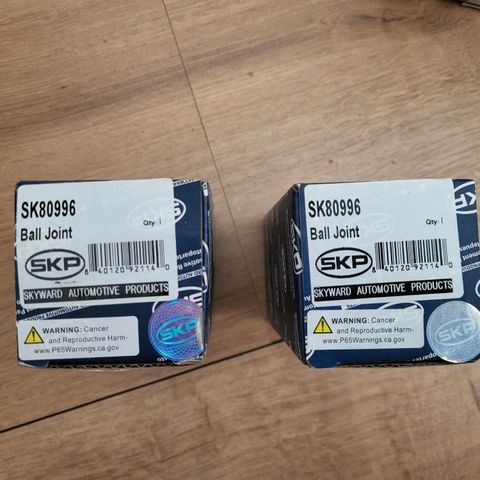 SK80996
Ball Joint
Qty. 1
SKP
8 40120 92114 0
SKYWARD AUTOMOTIVE PRODUCTS
WARNING: Cancer
and Reproductive Harm-
www.P65Warnings.ca.gov
SKP
SK80996
Ball Joint
Qty. 1
SKP
8 40120 92114 0
SKYWARD AUTOMOTIVE PRODUCTS
WARNING: Cancer
and Reproductive Harm-
www.P65Warnings.ca.gov
SKP